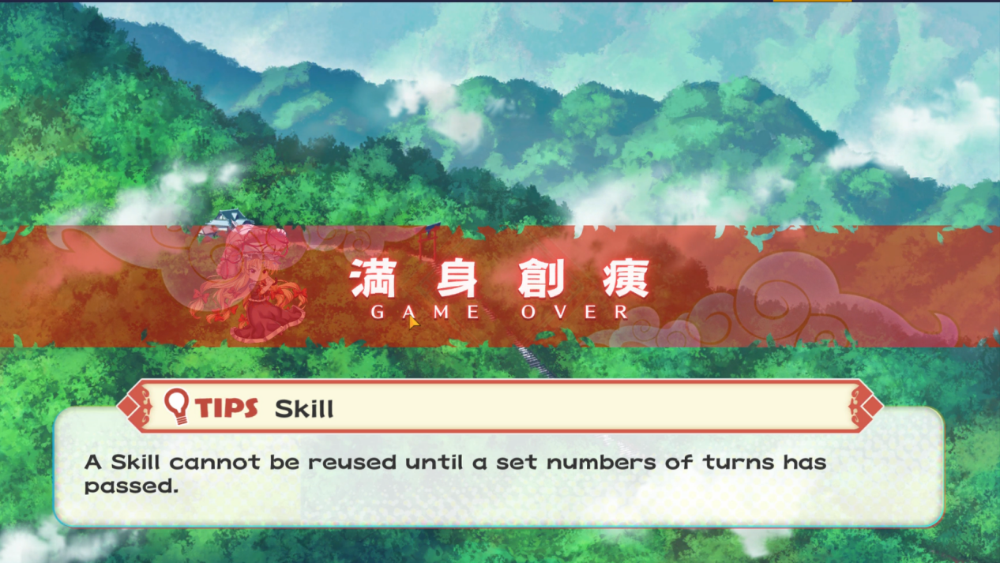 満身創痍
GAME OVER
TIPS Skill
A Skill cannot be reused until a set numbers of turns has
passed.